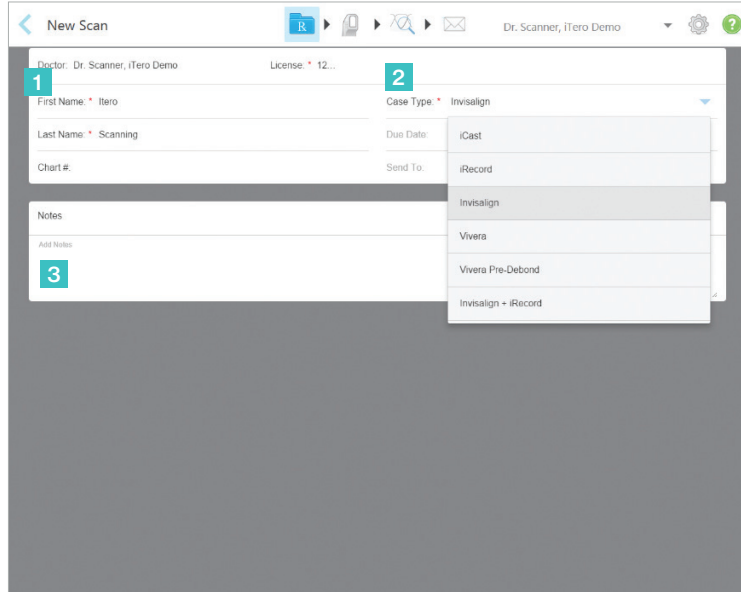 New Scan
R
Dr. Scanner, iTero Demo
?
Doctor: Dr. Scanner, iTero Demo
License: * 12...
1
2
First Name: * Itero
Case Type: * Invisalign
Last Name: * Scanning
Due Date:
iCast
Chart #:
Send To:
iRecord
Invisalign
Vivera
Vivera Pre-Debond
Invisalign + iRecord
Notes
Add Notes
3